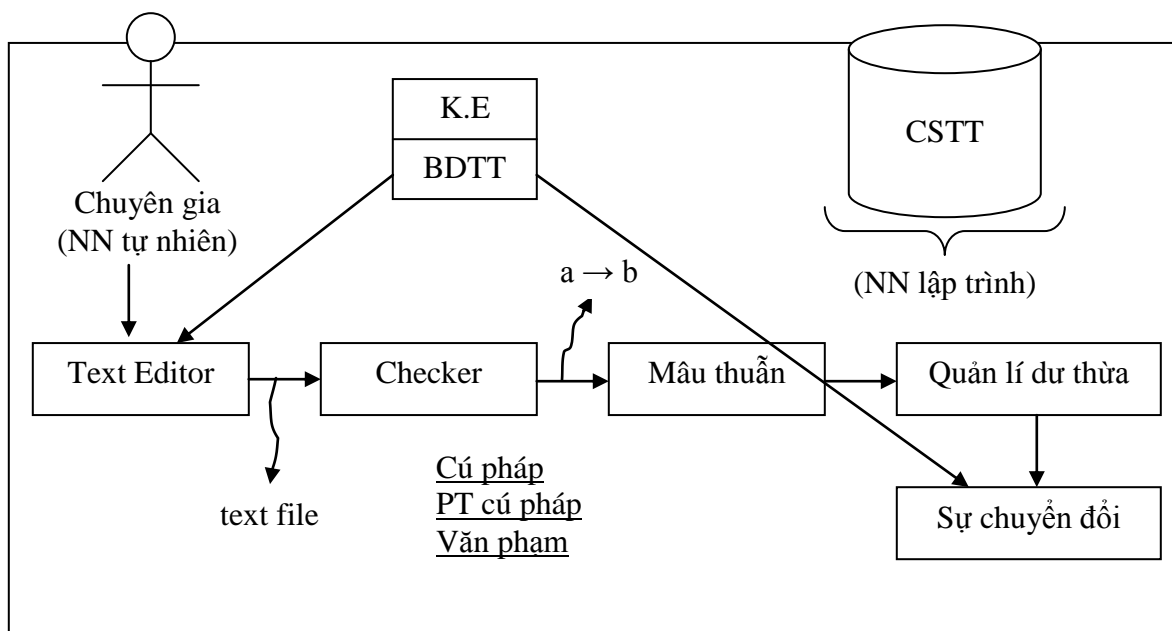 K.E
CSTT
BDTT
Chuyên gia
(NN tự nhiên)
a → b
(NN lập trình)
Text Editor
Checker
Mâu thuẫn
Quản lí dư thừa
Cú pháp
PT cú pháp
Văn phạm
text file
Sự chuyển đổi